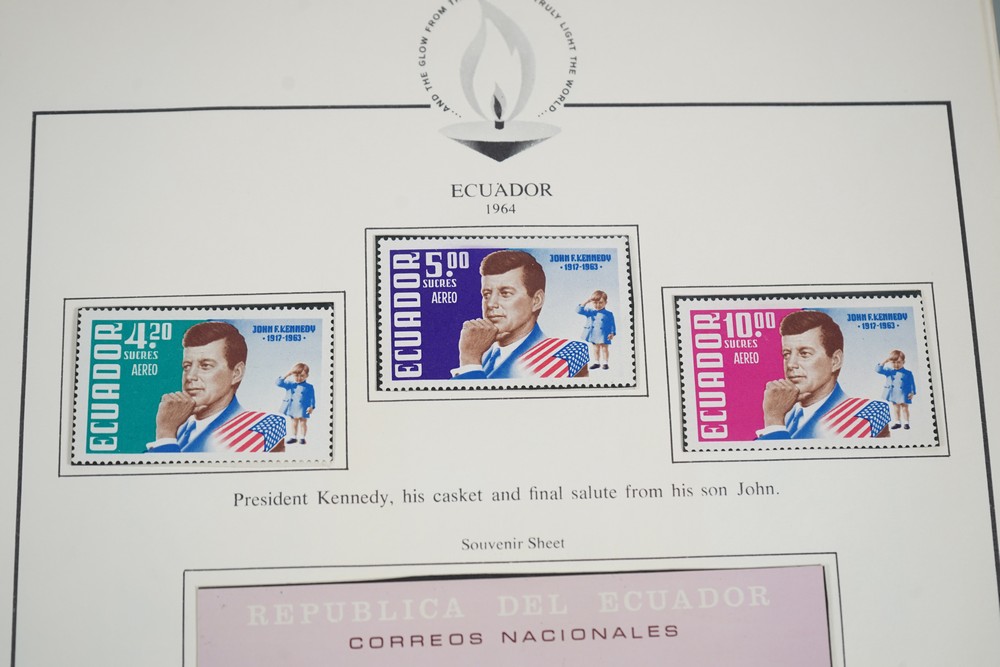 ...AND THE GLOW FROM
TRULY LIGHT THE WORLD...
ECUADOR
1964
ECUADOR
4.20
SUCRES
AEREO
JOHN F. KENNEDY
·1917-1963·
ECUADOR
5.00
SUCRES
AEREO
JOHN F. KENNEDY
·1917-1963·
ECUADOR
10.00
SUCRES
AEREO
JOHN F. KENNEDY
·1917-1963·
President Kennedy, his casket and final salute from his son John.
Souvenir Sheet
REPUBLICA DEL ECUADOR
CORREOS NACIONALES